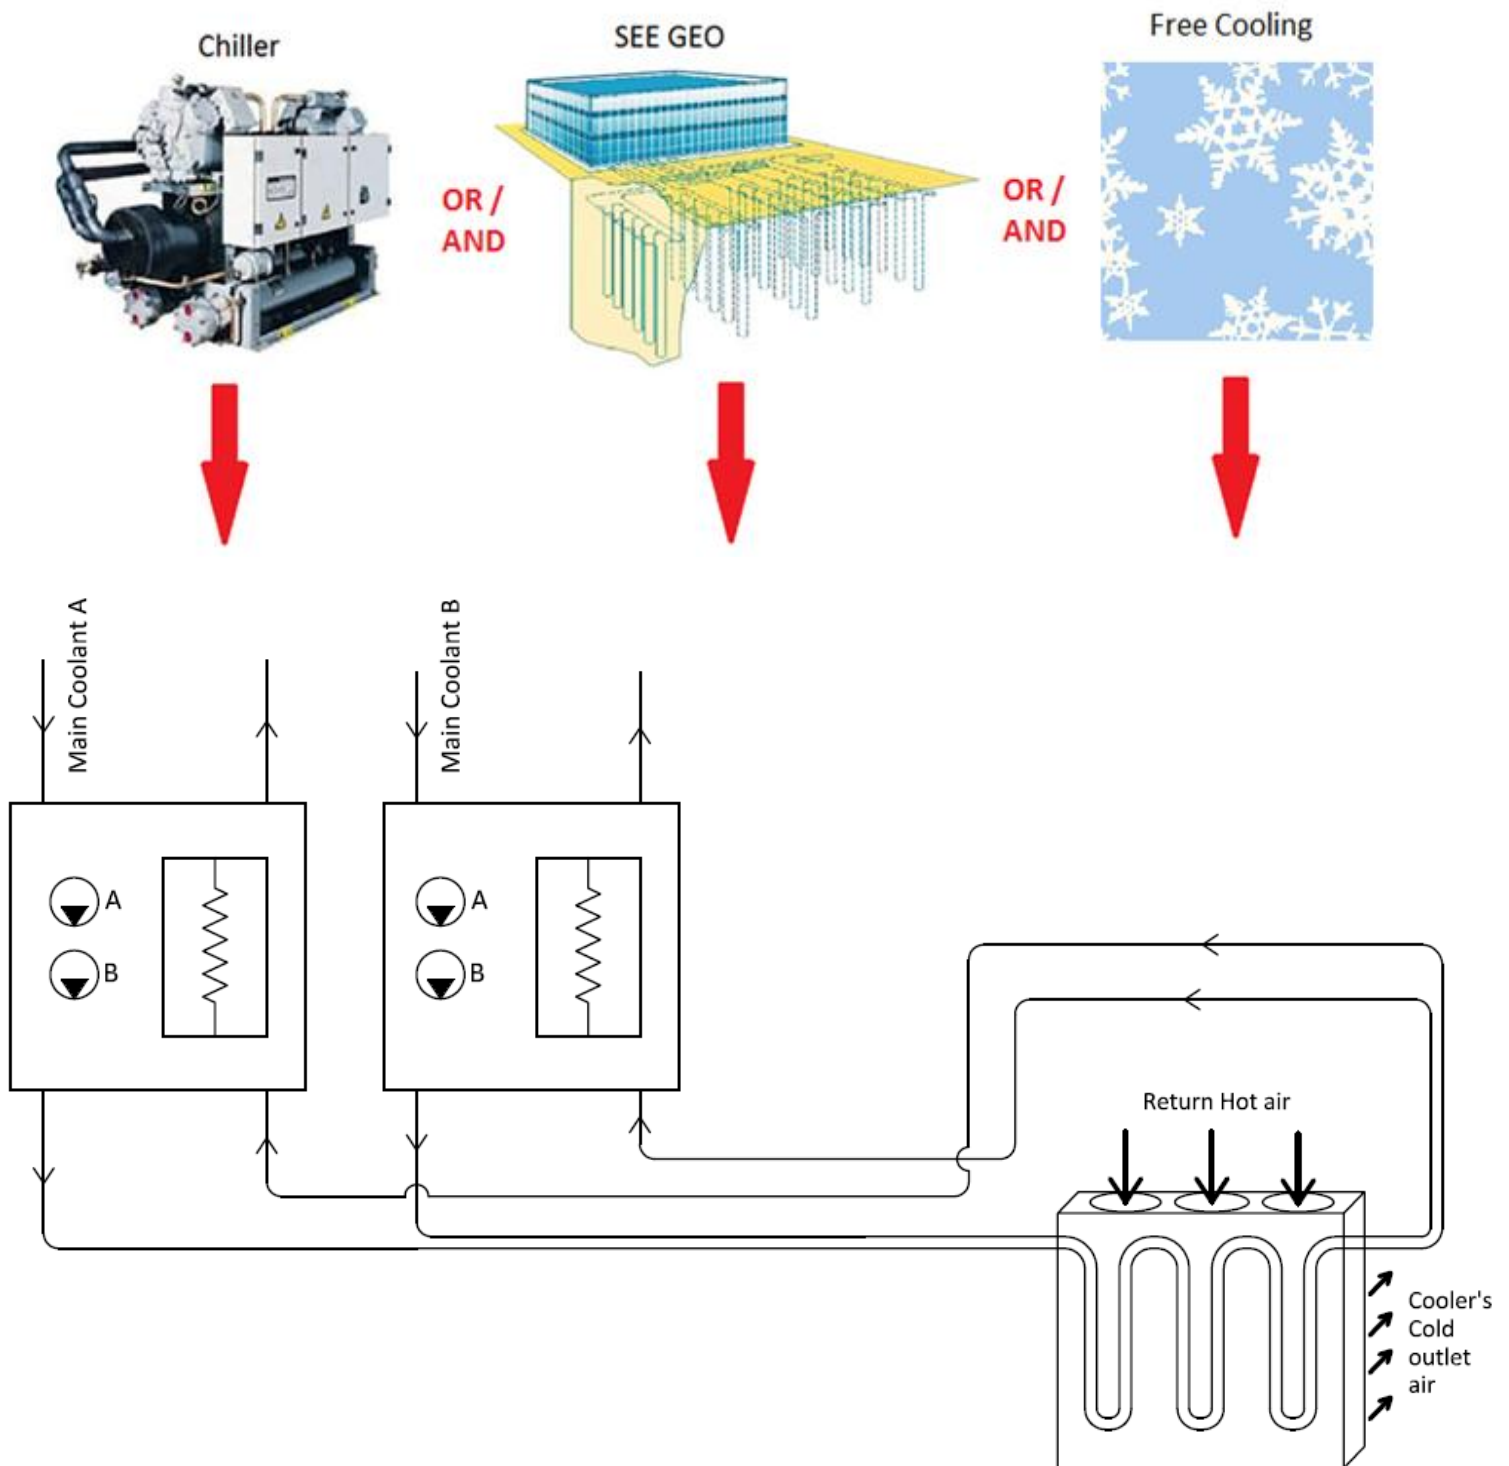 Chiller
SEE GEO
Free Cooling
OR /
AND
OR /
AND
Main Coolant A
Main Coolant B
A
B
A
B
Return Hot air
Cooler's
Cold
outlet
air